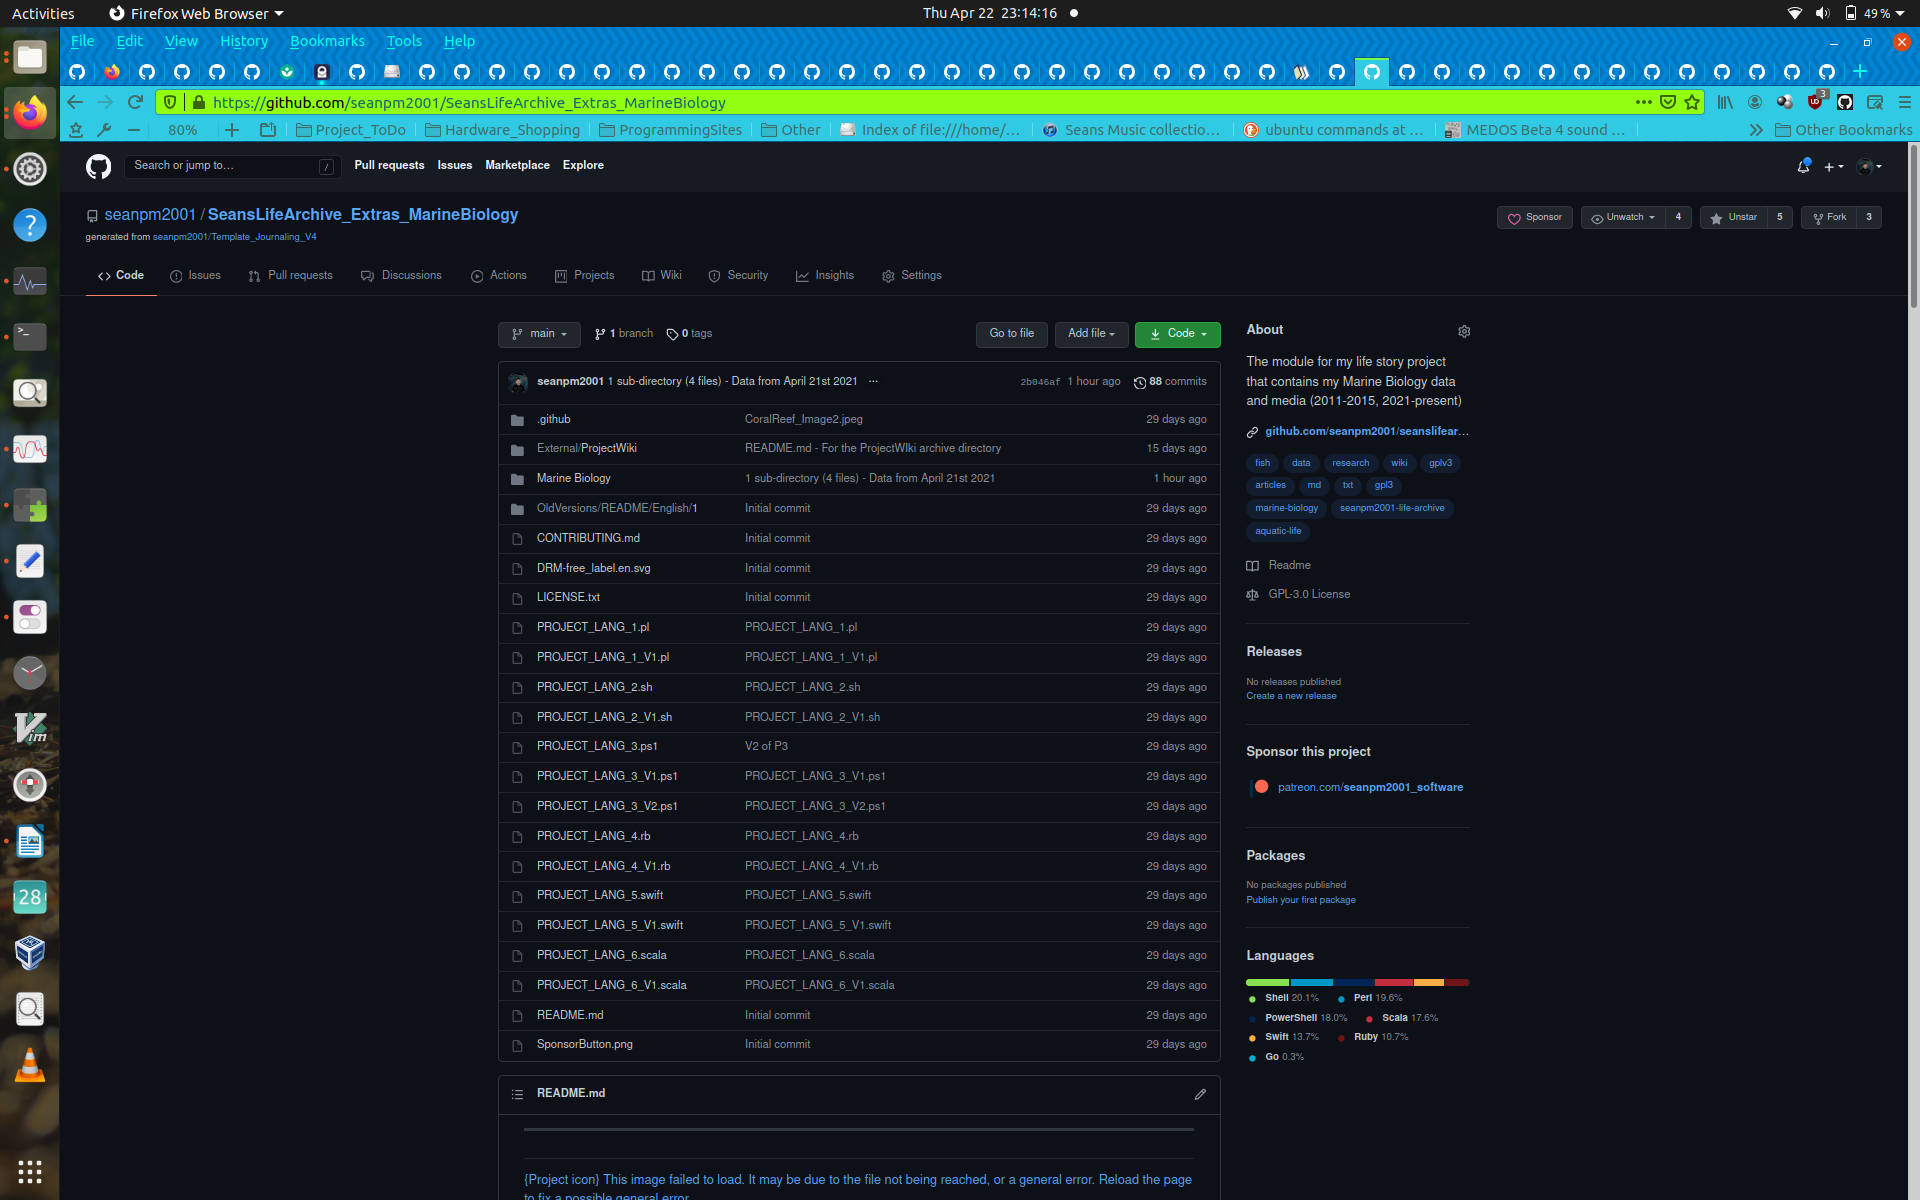 Activities
Firefox Web Browser
Thu Apr 22 23:14:16
49 %
File Edit View History Bookmarks Tools Help
https://github.com/seanpm2001/SeansLifeArchive_Extras_MarineBiology
3
80%
Project_ToDo
Hardware_Shopping
ProgrammingSites
Other
Index of file:///home/...
Seans Music collectio...
ubuntu commands at ...
MEDOS Beta 4 sound ...
Other Bookmarks
Search or jump to...
/
Pull requests Issues Marketplace Explore
seanpm2001 / SeansLifeArchive_Extras_MarineBiology
generated from seanpm2001/Template_Journaling_V4
Sponsor
Unwatch 4
Unstar 5
Fork 3
Code Issues Pull requests Discussions Actions Projects Wiki Security Insights Settings
main
1 branch
0 tags
Go to file
Add file
Code
seanpm2001 1 sub-directory (4 files) - Data from April 21st 2021 ... 2b046af 1 hour ago 88 commits
.github CoralReef_Image2.jpeg 29 days ago
External/ProjectWiki README.md - For the ProjectWIki archive directory 15 days ago
Marine Biology 1 sub-directory (4 files) - Data from April 21st 2021 1 hour ago
OldVersions/README/English/1 Initial commit 29 days ago
CONTRIBUTING.md Initial commit 29 days ago
DRM-free_label.en.svg Initial commit 29 days ago
LICENSE.txt Initial commit 29 days ago
PROJECT_LANG_1.pl PROJECT_LANG_1.pl 29 days ago
PROJECT_LANG_1_V1.pl PROJECT_LANG_1_V1.pl 29 days ago
PROJECT_LANG_2.sh PROJECT_LANG_2.sh 29 days ago
PROJECT_LANG_2_V1.sh PROJECT_LANG_2_V1.sh 29 days ago
PROJECT_LANG_3.ps1 V2 of P3 29 days ago
PROJECT_LANG_3_V1.ps1 PROJECT_LANG_3_V1.ps1 29 days ago
PROJECT_LANG_3_V2.ps1 PROJECT_LANG_3_V2.ps1 29 days ago
PROJECT_LANG_4.rb PROJECT_LANG_4.rb 29 days ago
PROJECT_LANG_4_V1.rb PROJECT_LANG_4_V1.rb 29 days ago
PROJECT_LANG_5.swift PROJECT_LANG_5.swift 29 days ago
PROJECT_LANG_5_V1.swift PROJECT_LANG_5_V1.swift 29 days ago
PROJECT_LANG_6.scala PROJECT_LANG_6.scala 29 days ago
PROJECT_LANG_6_V1.scala PROJECT_LANG_6_V1.scala 29 days ago
README.md Initial commit 29 days ago
SponsorButton.png Initial commit 29 days ago
README.md
{Project icon} This image failed to load. It may be due to the file not being reached, or a general error. Reload the page
to fix a possible general error.
About
The module for my life story project
that contains my Marine Biology data
and media (2011-2015, 2021-present)
github.com/seanpm2001/seanslifear...
fish data research wiki gplv3
articles md txt gpl3
marine-biology seanpm2001-life-archive
aquatic-life
Readme
GPL-3.0 License
Releases
No releases published
Create a new release
Sponsor this project
patreon.com/seanpm2001_software
Packages
No packages published
Publish your first package
Languages
Shell 20.1% Perl 19.6%
PowerShell 18.0% Scala 17.6%
Swift 13.7% Ruby 10.7%
Go 0.3%
28
Vim